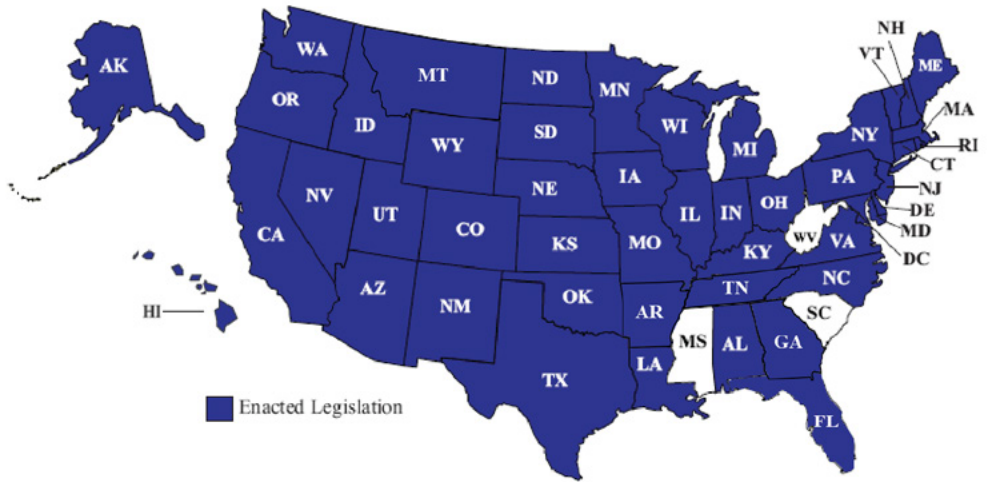 NH
VT
ME
AK
WA
MT
ND
MN
MA
OR
ID
WI
NY
RI
SD
WY
MI
CT
IA
PA
NJ
NE
NV
OH
DE
UT
IL
IN
MD
CO
CA
WV
VA
KS
MO
KY
DC
NC
AZ
TN
OK
NM
AR
HI
SC
MS
AL
GA
LA
TX
Enacted Legislation
FL